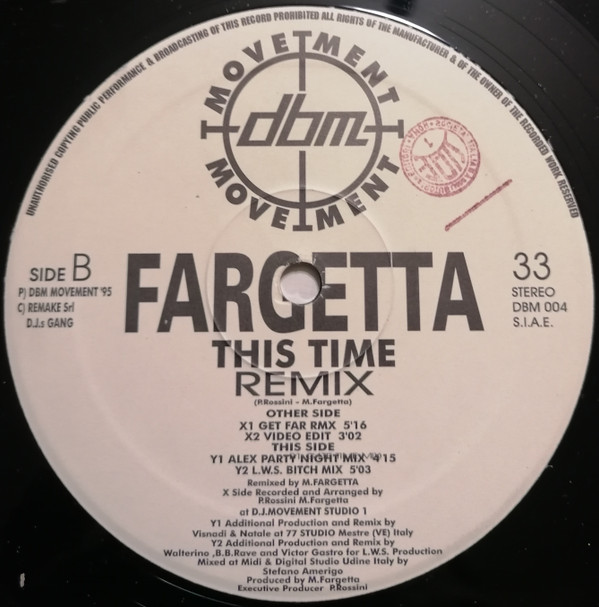 UNAUTHORISED COPYING PUBLIC PERFORMANCE & BROADCASTING OF THIS RECORD PROHIBITED ALL RIGHTS OF THE MANUFACTURER & OF THE OWNER OF THE RECORDED WORK RESERVED
MOVEMENT
dbm
MOVEMENT
SIDE B
P) DBM MOVEMENT '95
C) REMAKE Srl
D.J.s GANG
33
STEREO
DBM 004
S.I.A.E.
FARGETTA
THIS TIME
REMIX
(P.Rossini - M.Fargetta)
OTHER SIDE
X1 GET FAR RMX 5'16
X2 VIDEO EDIT 3'02
THIS SIDE
Y1 ALEX PARTY NIGHT MIX 4'15
Y2 L.W.S. BITCH MIX 5'03
Remixed by M.FARGETTA
X Side Recorded and Arranged by
P.Rossini M.Fargetta
at D.J.MOVEMENT STUDIO 1
Y1 Additional Production and Remix by
Visnadi & Natale at 77 STUDIO Mestre (VE) Italy
Y2 Additional Production and Remix by
Walterino ,B.B.Rave and Victor Gastro for L.W.S. Production
Mixed at Midi & Digital Studio Udine Italy by
Stefano Amerigo
Produced by M.Fargetta
Executive Producer P.Rossini